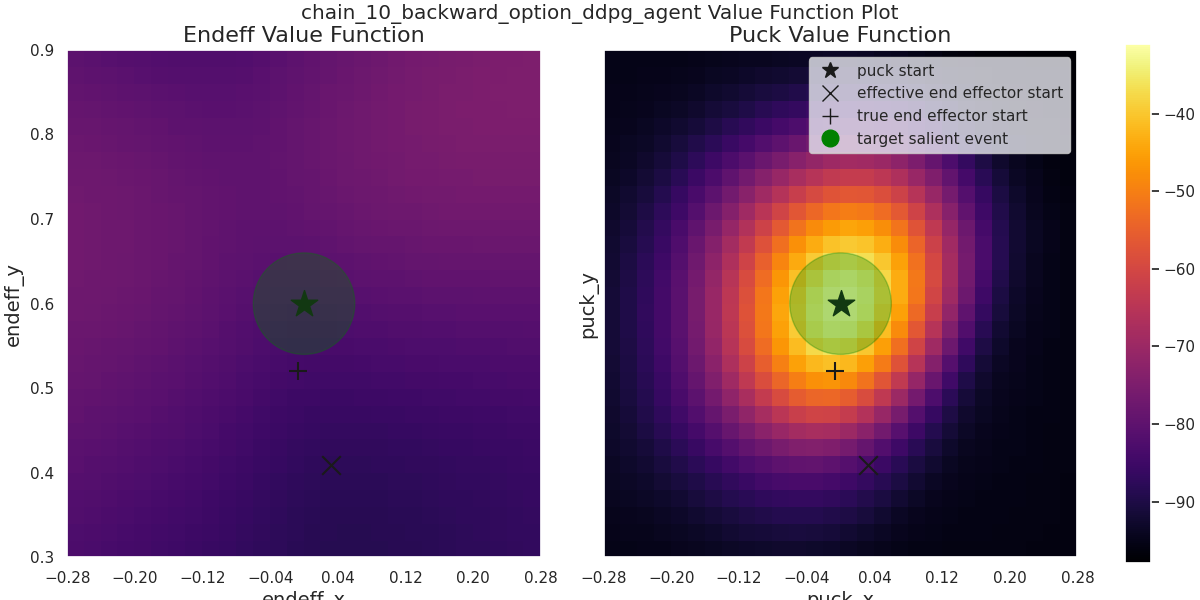 chain_10_backward_option_ddpg_agent Value Function Plot
Endeff Value Function
Puck Value Function
0.9
0.8
0.7
0.6
0.5
0.4
0.3
endeff_y
−0.28 −0.20 −0.12 −0.04 0.04 0.12 0.20 0.28
endeff_x
puck_y
puck start
effective end effector start
true end effector start
target salient event
−0.28 −0.20 −0.12 −0.04 0.04 0.12 0.20 0.28
puck_x
−40
−50
−60
−70
−80
−90